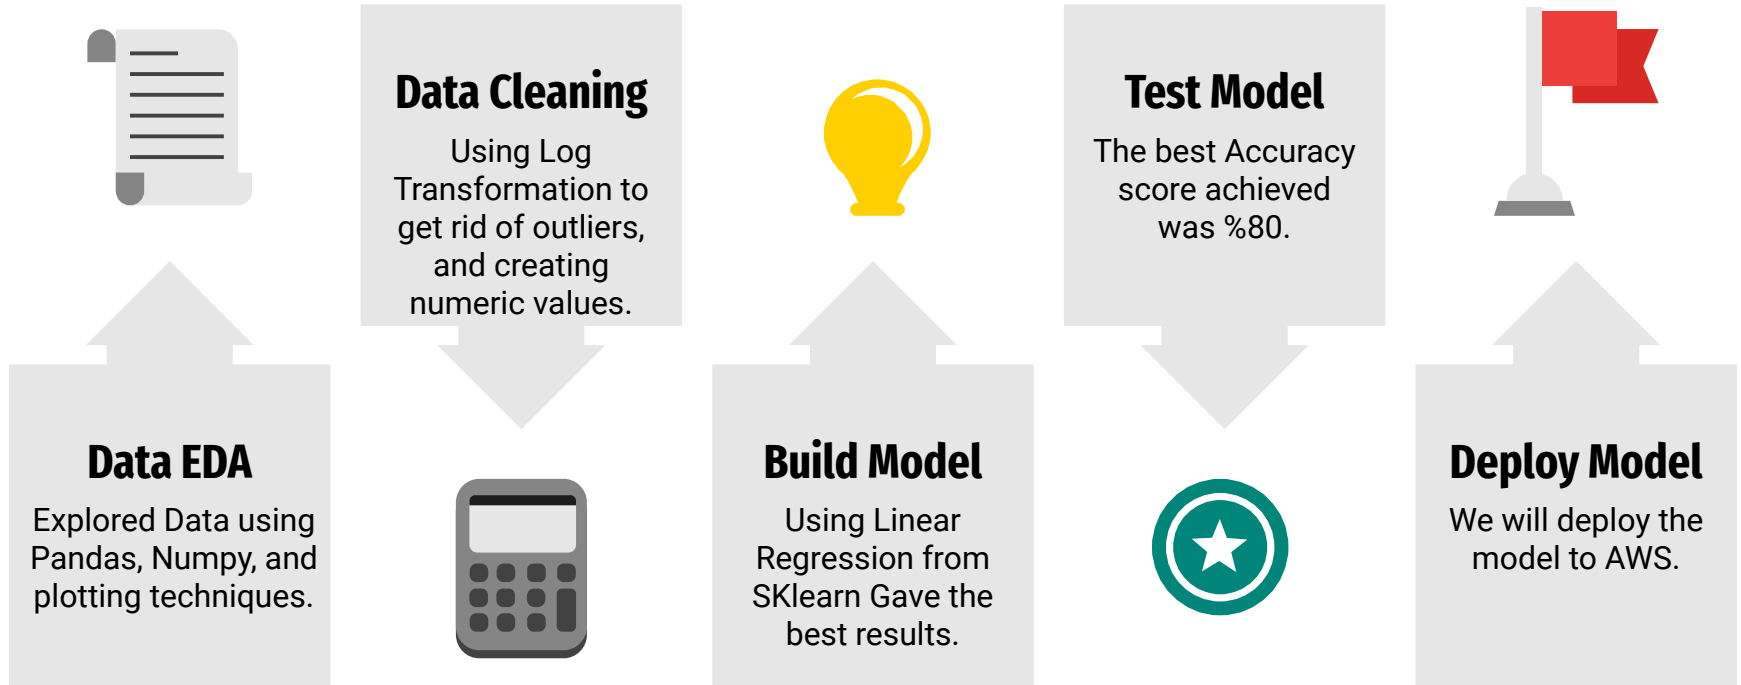 Data EDA
Explored Data using
Pandas, Numpy, and
plotting techniques.
Data Cleaning
Using Log
Transformation to
get rid of outliers,
and creating
numeric values.
Build Model
Using Linear
Regression from
SKlearn Gave the
best results.
Test Model
The best Accuracy
score achieved
was %80.
Deploy Model
We will deploy the
model to AWS.